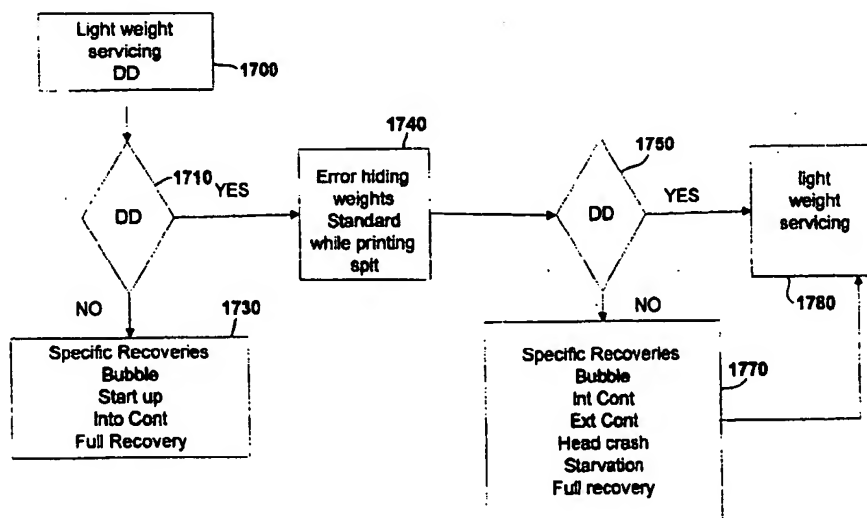 Light weight
servicing
DD
1700
1710
DD
YES
NO
1740
Error hiding
weights
Standard
while printing
spit
1750
DD
YES
NO
light
weight
servicing
1780
1730
Specific Recoveries
Bubble
Start up
Into Cont
Full Recovery
1770
Specific Recoveries
Bubble
Int Cont
Ext Cont
Head crash
Starvation
Full recovery